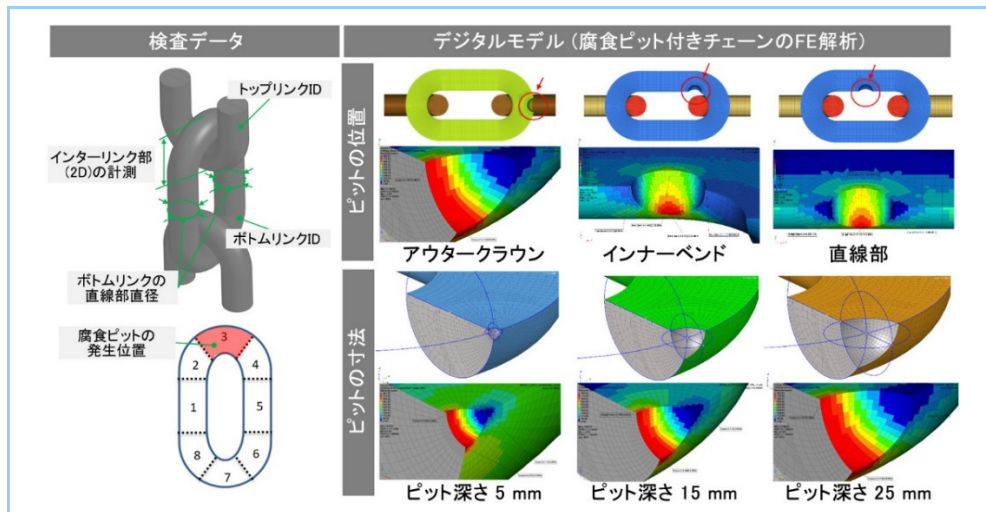 検査データ
トップリンクID
インターリンク部
(2D)の計測
ボトムリンクID
ボトムリンクの
直線部直径
腐食ピットの
発生位置
3
2
4
1
5
8
6
7
デジタルモデル (腐食ピット付きチェーンのFE解析)
ピットの位置
アウタークラウン
インナーベンド
直線部
ピットの寸法
ピット深さ 5 mm
ピット深さ 15 mm
ピット深さ 25 mm